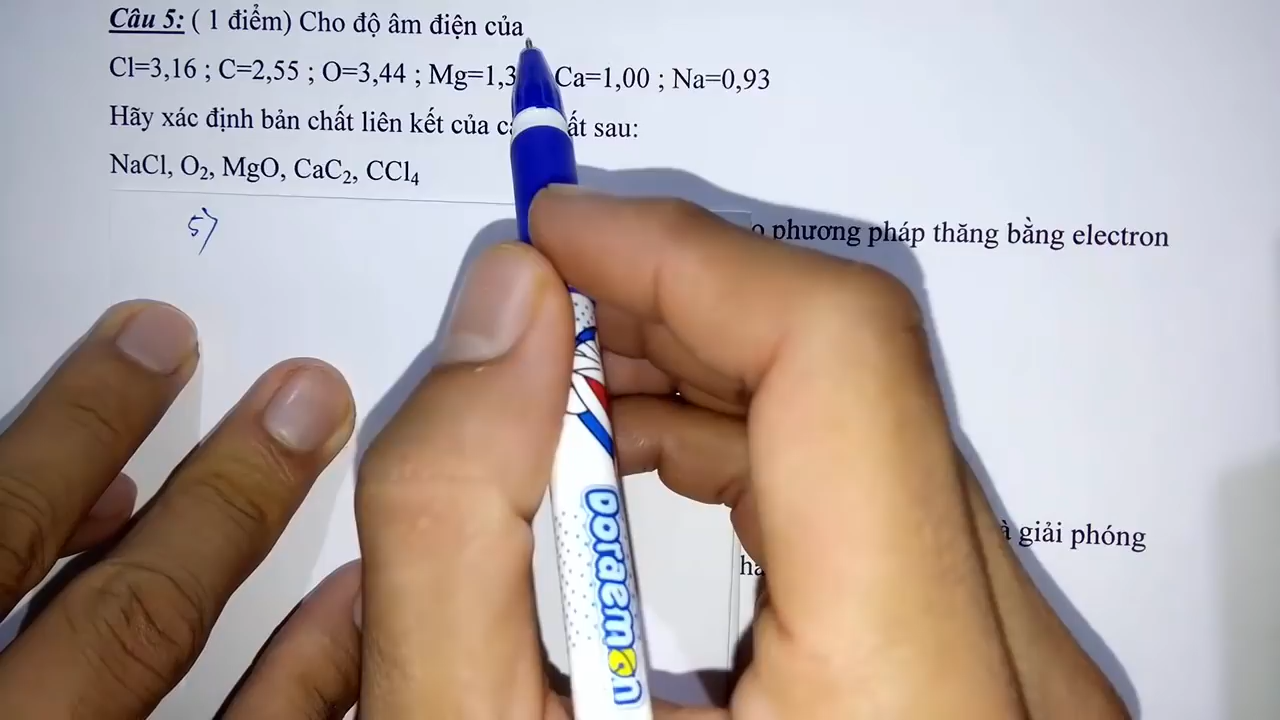 Câu 5: ( 1 điểm) Cho độ âm điện của
Cl=3,16 ; C=2,55 ; O=3,44 ; Mg=1,3 Ca=1,00 ; Na=0,93
Hãy xác định bản chất liên kết của sau:
NaCl, O₂, MgO, CaC₂, CCl₄
5)
phương pháp thăng bằng electron
giải phóng
Doraemon